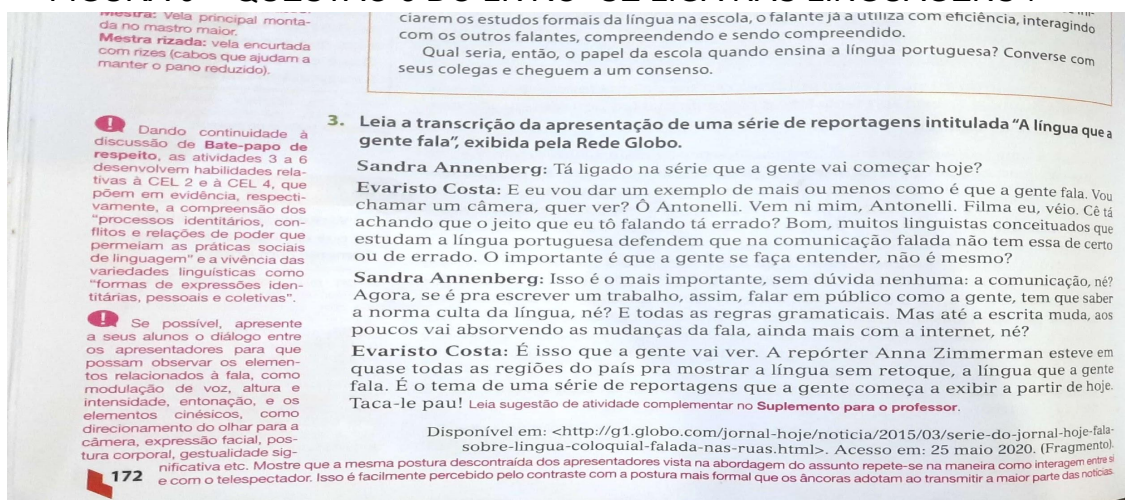 Mestra: vela principal monta-
da no mastro maior.
Mestra rizada: vela encurtada
com rizes (cabos que ajudam a
manter o pano reduzido).
ciarem os estudos formais da língua na escola, o falante já a utiliza com eficiência, interagindo
com os outros falantes, compreendendo e sendo compreendido.
Qual seria, então, o papel da escola quando ensina a língua portuguesa? Converse com
seus colegas e cheguem a um consenso.
Dando continuidade à
discussão de Bate-papo de
respeito, as atividades 3 a 6
desenvolvem habilidades rela-
tivas à CEL 2 e à CEL 4, que
põem em evidência, respecti-
vamente, a compreensão dos
"processos identitários, con-
flitos e relações de poder que
permeiam as práticas sociais
de linguagem" e a vivência das
variedades linguísticas como
"formas de expressões iden-
titárias, pessoais e coletivas".
Se possível, apresente
a seus alunos o diálogo entre
os apresentadores para que
possam observar os elemen-
tos relacionados à fala, como
modulação de voz, altura e
intensidade, entonação, e os
elementos cinésicos, como
direcionamento do olhar para a
câmera, expressão facial, pos-
tura corporal, gestualidade sig-
nificativa etc. Mostre que a mesma postura descontraída dos apresentadores vista na abordagem do assunto repete-se na maneira como interagem entre si
e com o telespectador. Isso é facilmente percebido pelo contraste com a postura mais formal que os âncoras adotam ao transmitir a maior parte das notícias.
3. Leia a transcrição da apresentação de uma série de reportagens intitulada "A língua que a
gente fala", exibida pela Rede Globo.
Sandra Annenberg: Tá ligado na série que a gente vai começar hoje?
Evaristo Costa: E eu vou dar um exemplo de mais ou menos como é que a gente fala. Vou
chamar um câmera, quer ver? Ô Antonelli. Vem ni mim, Antonelli. Filma eu, véio. Cê tá
achando que o jeito que eu tô falando tá errado? Bom, muitos linguistas conceituados que
estudam a língua portuguesa defendem que na comunicação falada não tem essa de certo
ou de errado. O importante é que a gente se faça entender, não é mesmo?
Sandra Annenberg: Isso é o mais importante, sem dúvida nenhuma: a comunicação, né?
Agora, se é pra escrever um trabalho, assim, falar em público como a gente, tem que saber
a norma culta da língua, né? E todas as regras gramaticais. Mas até a escrita muda, aos
poucos vai absorvendo as mudanças da fala, ainda mais com a internet, né?
Evaristo Costa: É isso que a gente vai ver. A repórter Anna Zimmerman esteve em
quase todas as regiões do país pra mostrar a língua sem retoque, a língua que a gente
fala. É o tema de uma série de reportagens que a gente começa a exibir a partir de hoje.
Taca-le pau! Leia sugestão de atividade complementar no Suplemento para o professor.
Disponível em: <http://g1.globo.com/jornal-hoje/noticia/2015/03/serie-do-jornal-hoje-fala-
sobre-lingua-coloquial-falada-nas-ruas.html>. Acesso em: 25 maio 2020. (Fragmento).
172